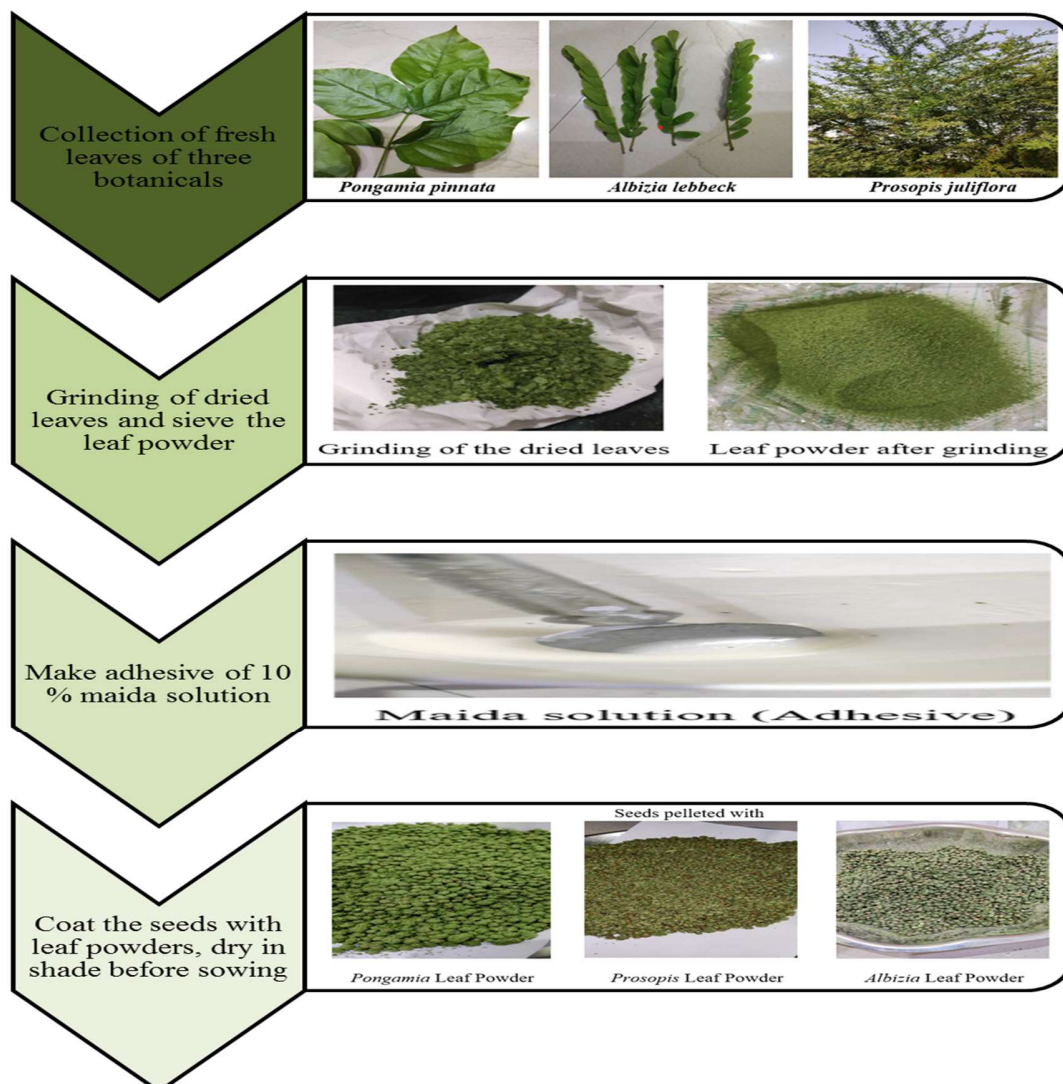 Collection of fresh
leaves of three
botanicals
Pongamia pinnata
Albizia lebbeck
Prosopis juliflora
Grinding of dried
leaves and sieve the
leaf powder
Grinding of the dried leaves
Leaf powder after grinding
Make adhesive of 10
% maida solution
Maida solution (Adhesive)
Coat the seeds with
leaf powders, dry in
shade before sowing
Seeds pelleted with
Pongamia Leaf Powder
Prosopis Leaf Powder
Albizia Leaf Powder